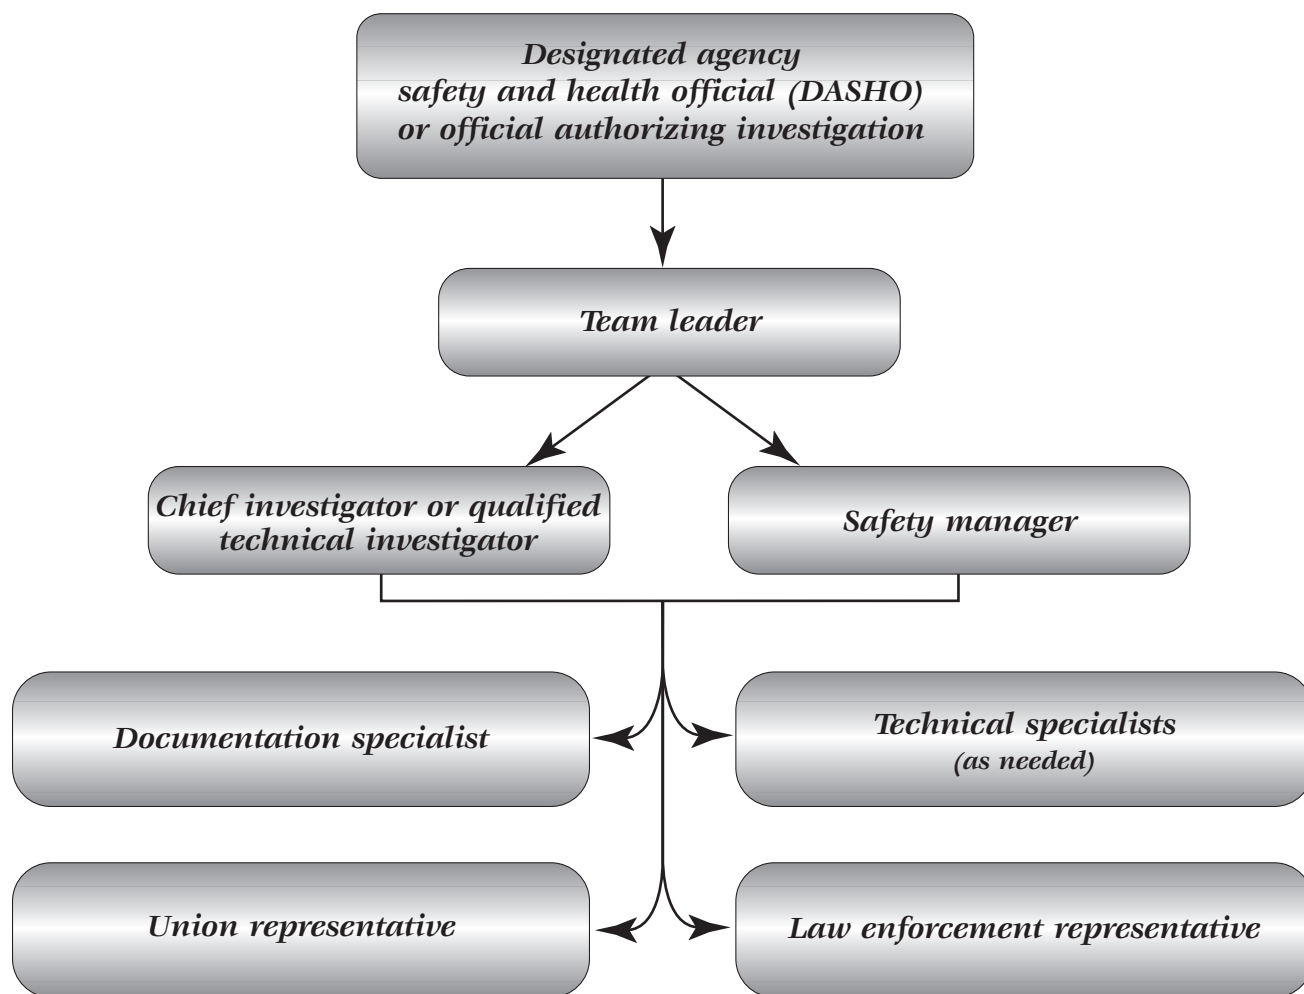 Designated agency
safety and health official (DASHO)
or official authorizing investigation
Team leader
Chief investigator or qualified
technical investigator
Safety manager
Documentation specialist
Technical specialists
(as needed)
Union representative
Law enforcement representative